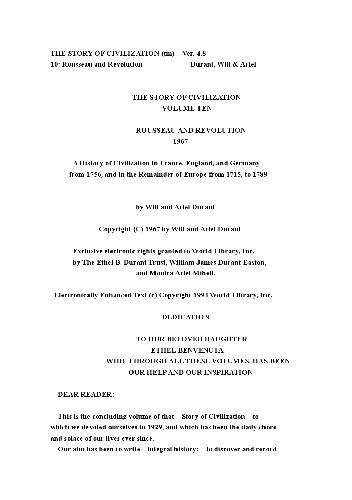 THE STORY OF CIVILIZATION (tm) Ver. 4.8
10: Rousseau and Revolution Durant, Will & Ariel
THE STORY OF CIVILIZATION
VOLUME TEN
ROUSSEAU AND REVOLUTION
1967
A History of Civilization in France, England, and Germany
from 1756, and in the Remainder of Europe from 1715, to 1789
by Will and Ariel Durant
Copyright (C) 1967 by Will and Ariel Durant
Exclusive electronic rights granted to World Library, Inc.
by The Ethel B. Durant Trust, William James Durant Easton,
and Monica Ariel Mihell.
Electronically Enhanced Text (c) Copyright 1994 World Library, Inc.
DEDICATION
TO OUR BELOVED DAUGHTER
ETHEL BENVENUTA
WHO, THROUGH ALL THESE VOLUMES, HAS BEEN
OUR HELP AND OUR INSPIRATION
DEAR READER:
This is the concluding volume of that Story of Civilization to
which we devoted ourselves in 1929, and which has been the daily chore
and solace of our lives ever since.
Our aim has been to write integral history: to discover and record